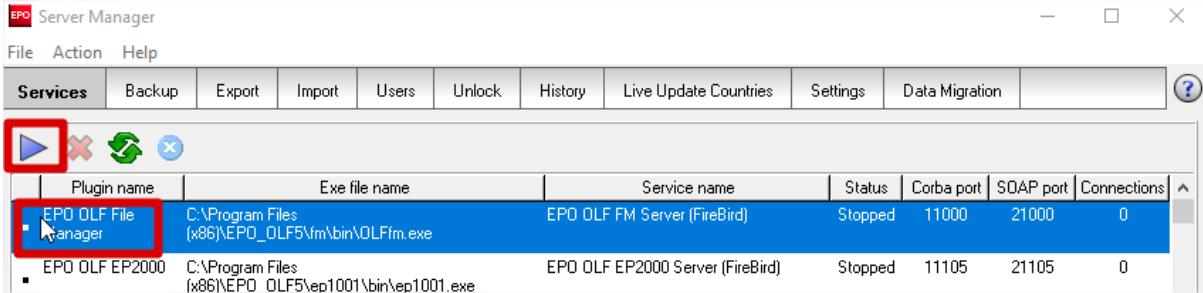 EPO Server Manager
File Action Help
Services Backup Export Import Users Unlock History Live Update Countries Settings Data Migration ?
Plugin name Exe file name Service name Status Corba port SOAP port Connections
EPO OLF File C:\Program Files EPO OLF FM Server (FireBird) Stopped 11000 21000 0
Manager (x86)\EPO_OLF5\fm\bin\OLFfm.exe
EPO OLF EP2000 C:\Program Files EPO OLF EP2000 Server (FireBird) Stopped 11105 21105 0
(x86)\EPO_OLF5\ep1001\bin\ep1001.exe